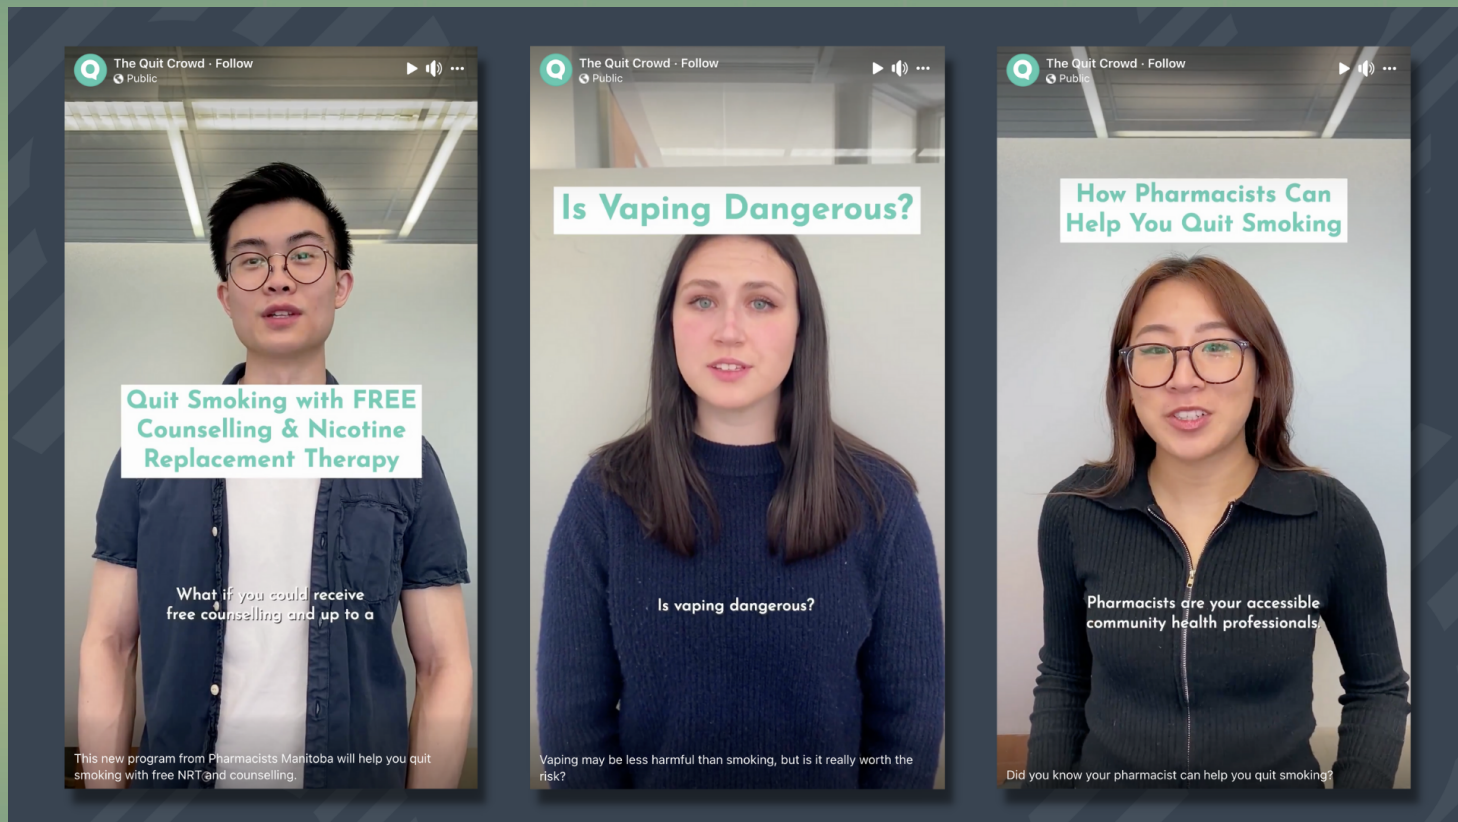 The Quit Crowd · Follow
Public
Quit Smoking with FREE
Counselling & Nicotine
Replacement Therapy
What if you could receive
free counselling and up to a
This new program from Pharmacists Manitoba will help you quit
smoking with free NRT and counselling.
The Quit Crowd · Follow
Public
Is Vaping Dangerous?
Is vaping dangerous?
Vaping may be less harmful than smoking, but is it really worth the
risk?
The Quit Crowd · Follow
Public
How Pharmacists Can
Help You Quit Smoking
Pharmacists are your accessible
community health professionals.
Did you know your pharmacist can help you quit smoking?